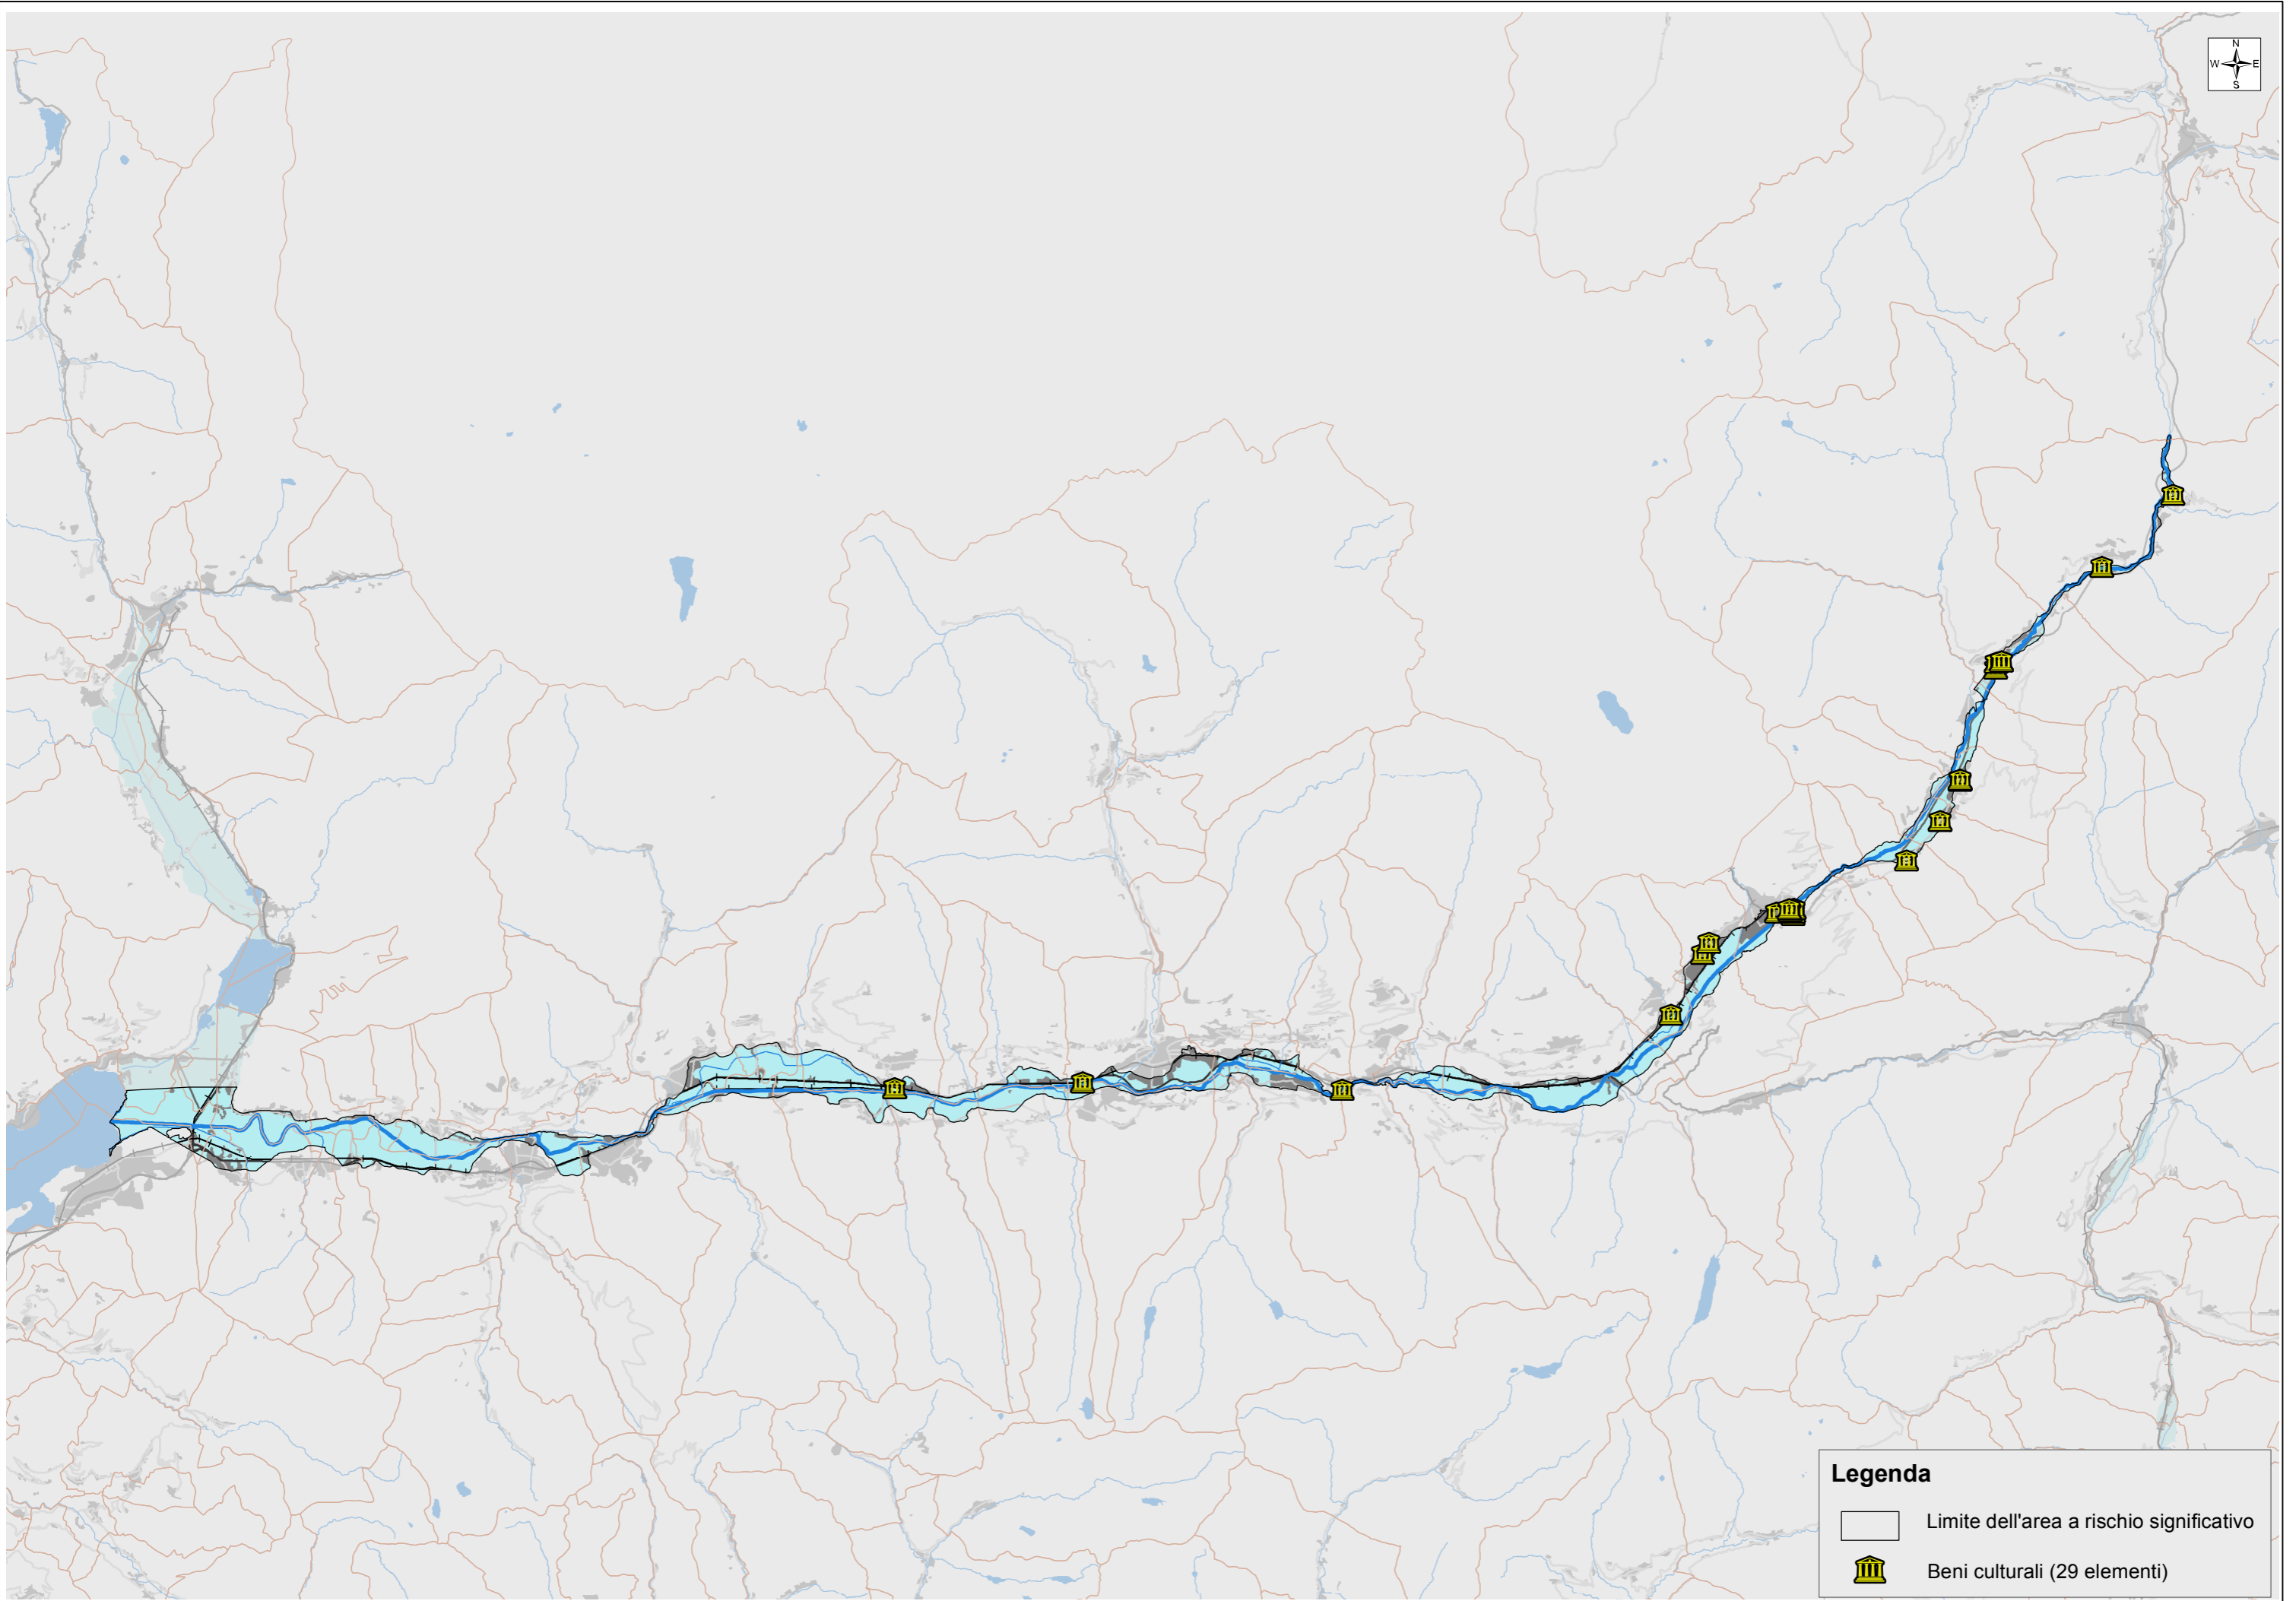 N
W E
S
Legenda
Limite dell'area a rischio significativo
Beni culturali (29 elementi)